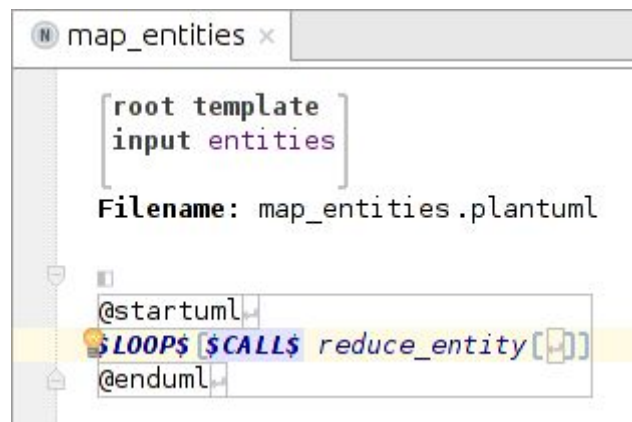 N map_entities ×
root template
input entities
Filename: map_entities.plantuml
@startuml↵
$LOOP$[$CALL$ reduce_entity[↵]]
@enduml↵